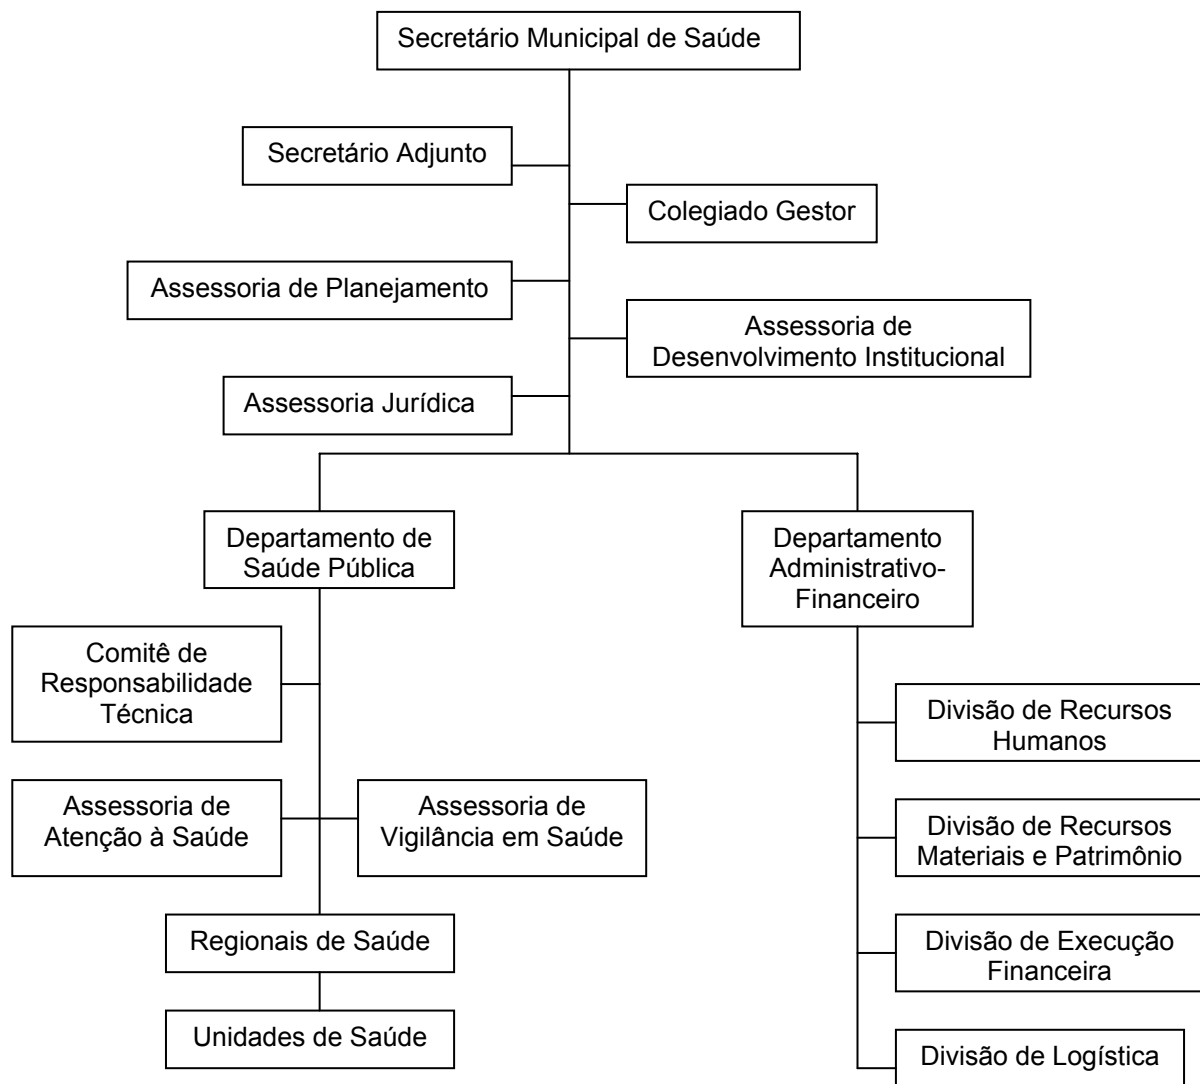 Secretário Municipal de Saúde
Secretário Adjunto
Colegiado Gestor
Assessoria de Planejamento
Assessoria de
Desenvolvimento Institucional
Assessoria Jurídica
Departamento de
Saúde Pública
Departamento
Administrativo-
Financeiro
Comitê de
Responsabilidade
Técnica
Divisão de Recursos
Humanos
Assessoria de
Atenção à Saúde
Assessoria de
Vigilância em Saúde
Divisão de Recursos
Materiais e Patrimônio
Regionais de Saúde
Divisão de Execução
Financeira
Unidades de Saúde
Divisão de Logística